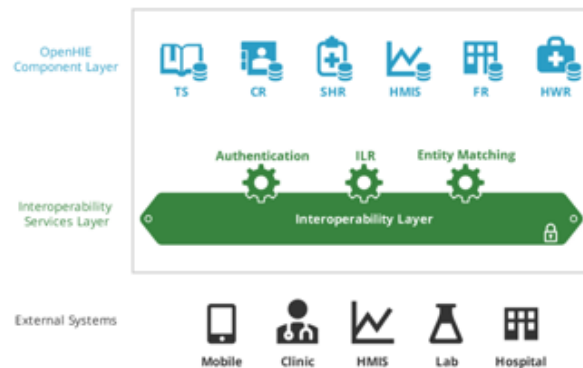 OpenHIE
Component Layer
TS
CR
SHR
HMIS
FR
HWR
Authentication
ILR
Entity Matching
Interoperability
Services Layer
Interoperability Layer
External Systems
Mobile
Clinic
HMIS
Lab
Hospital